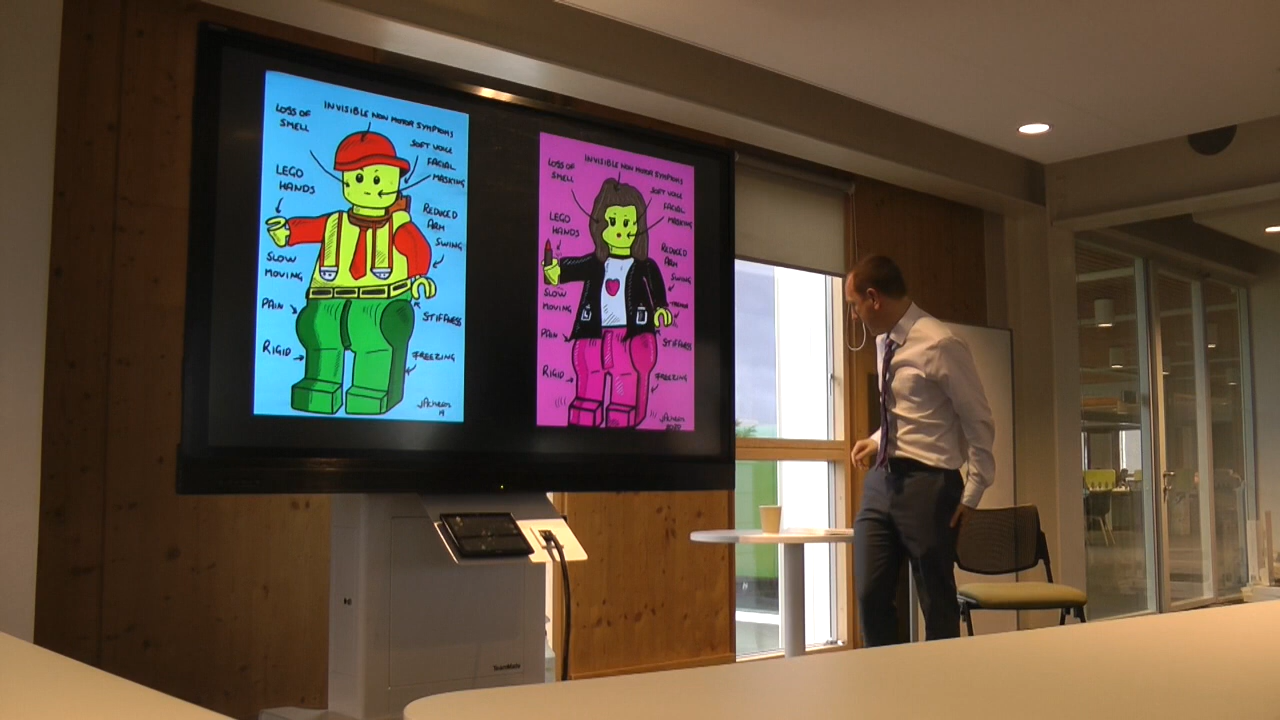 INVISIBLE NON MOTOR SYMPTOMS
LOSS OF
SMELL
SOFT VOICE
FACIAL
MASKING
LEGO
HANDS
REDUCED
ARM
SWING
SLOW
MOVING
PAIN
STIFFNESS
RIGID
FREEZING
INVISIBLE NON MOTOR SYMPTOMS
LOSS OF
SMELL
SOFT VOICE
FACIAL
MASKING
LEGO
HANDS
REDUCED
ARM
SWING
SLOW
MOVING
TREMOR
PAIN
STIFFNESS
RIGID
FREEZING
2020
TeamMate